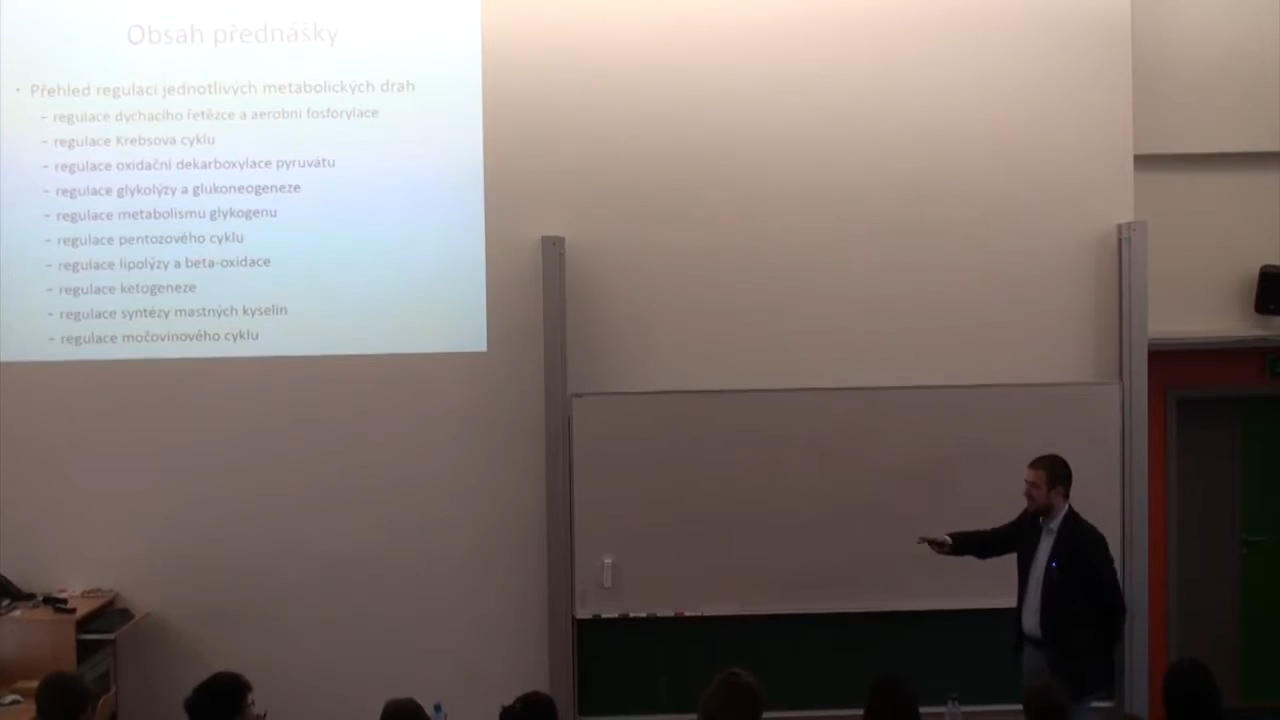 Obsah přednášky
• Přehled regulací jednotlivých metabolických drah
– regulace dýchacího řetězce a aerobní fosforylace
– regulace Krebsova cyklu
– regulace oxidační dekarboxylace pyruvátu
– regulace glykolýzy a glukoneogeneze
– regulace metabolismu glykogenu
– regulace pentozového cyklu
– regulace lipolýzy a beta-oxidace
– regulace ketogeneze
– regulace syntézy mastných kyselin
– regulace močovinového cyklu